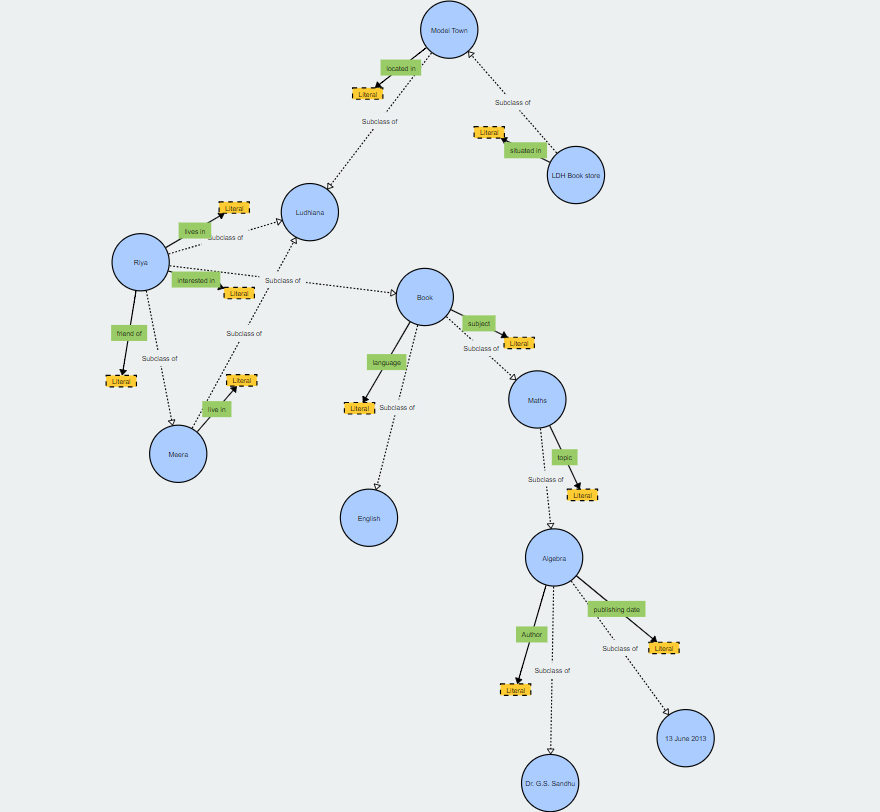 Model Town
located in
Literal
Subclass of
Subclass of
Literal
situated in
LDH Book store
Ludhiana
Literal
lives in
Subclass of
Riya
interested in
Literal
Subclass of
Book
subject
Literal
Subclass of
friend of
Subclass of
Literal
Subclass of
Literal
live in
language
Literal
Subclass of
Maths
Meera
topic
Literal
Subclass of
English
Algebra
publishing date
Literal
Subclass of
Author
Literal
Subclass of
13 June 2013
Dr. G.S. Sandhu